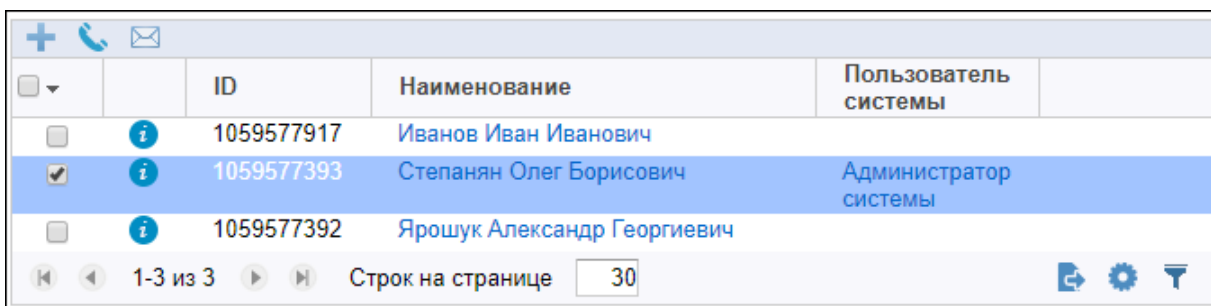 ID Наименование Пользователь системы
1059577917 Иванов Иван Иванович
1059577393 Степанян Олег Борисович Администратор системы
1059577392 Ярошук Александр Георгиевич
1-3 из 3 Строк на странице 30